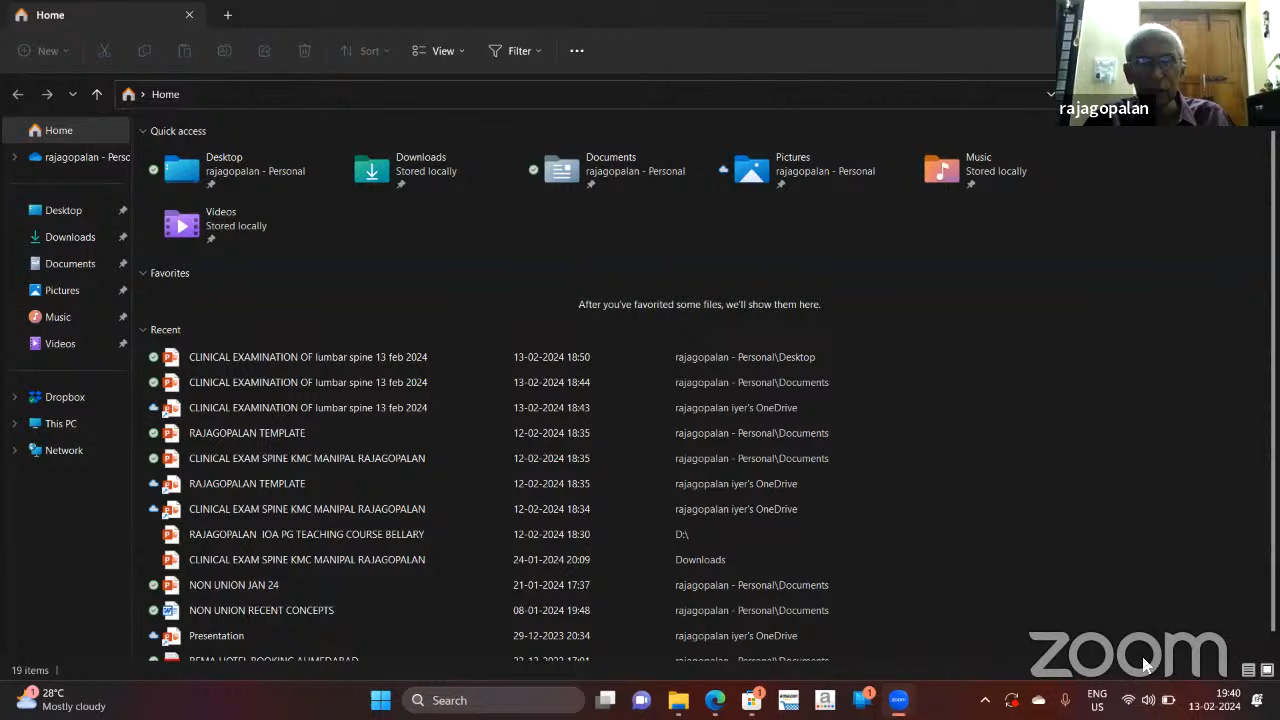 Home
New
Sort
View
Filter
Home
rajagopalan
Home
rajagopalan - Perso
Desktop
Downloads
Documents
Pictures
Music
Videos
Dropbox
This PC
Network
Quick access
Desktop
rajagopalan - Personal
Downloads
Stored locally
Documents
rajagopalan - Personal
Pictures
rajagopalan - Personal
Music
Stored locally
Videos
Stored locally
Favorites
After you've favorited some files, we'll show them here.
Recent
CLINICAL EXAMINATION OF lumbar spine 13 feb 2024 13-02-2024 18:50 rajagopalan - Personal\Desktop
CLINICAL EXAMINATION OF lumbar spine 13 feb 2024 13-02-2024 18:44 rajagopalan - Personal\Documents
CLINICAL EXAMINATION OF lumbar spine 13 feb 2024 13-02-2024 18:43 rajagopalan iyer's OneDrive
RAJAGOPALAN TEMPLATE 12-02-2024 18:35 rajagopalan - Personal\Documents
CLINICAL EXAM SPINE KMC MANIPAL RAJAGOPALAN 12-02-2024 18:35 rajagopalan - Personal\Documents
RAJAGOPALAN TEMPLATE 12-02-2024 18:35 rajagopalan iyer's OneDrive
CLINICAL EXAM SPINE KMC MANIPAL RAJAGOPALAN 12-02-2024 18:34 rajagopalan iyer's OneDrive
RAJAGOPALAN IOA PG TEACHING COURSE BELLARY 12-02-2024 18:30 D:\
CLINICAL EXAM SPINE KMC MANIPAL RAJAGOPALAN 24-01-2024 20:09 Downloads
NON UNION JAN 24 21-01-2024 17:37 rajagopalan - Personal\Documents
NON UNION RECENT CONCEPTS 08-01-2024 19:48 rajagopalan - Personal\Documents
Presentation 29-12-2023 20:34 rajagopalan iyer's OneDrive
19 items
zoom
1
28°C
Mostly cloudy
Search
1
amazon
a
1
zoom
ENG
US
19:40
13-02-2024